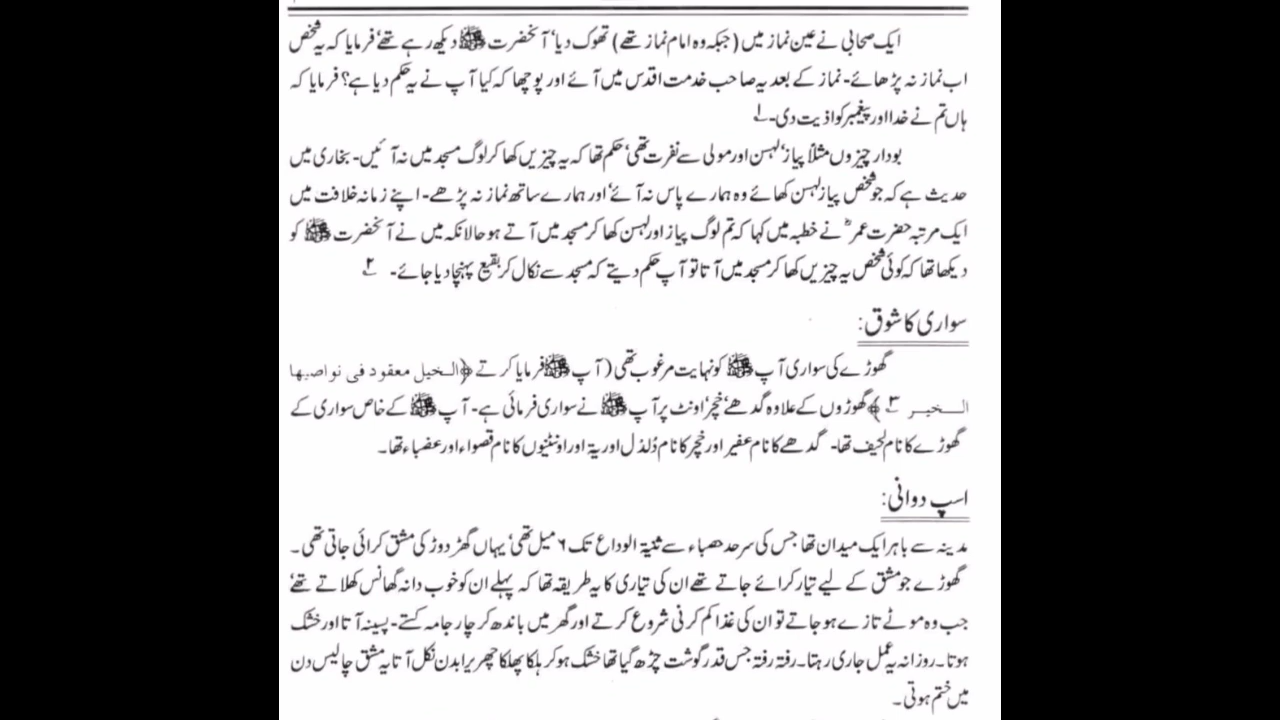 ایک صحابی نے عین نماز میں (جبکہ وہ امام نماز تھے) تھوک دیا‘ آنحضرت ﷺ دیکھ رہے تھے‘ فرمایا کہ یہ شخص
اب نماز نہ پڑھائے۔ نماز کے بعد یہ صاحب خدمت اقدس میں آئے اور پوچھا کہ کیا آپ نے یہ حکم دیا ہے؟ فرمایا کہ
ہاں تم نے خدا اور پیغمبر کو اذیت دی۔ ۱
بودار چیزوں مثلاً پیاز‘ لہسن اور مولی سے نفرت تھی‘ حکم تھا کہ یہ چیزیں کھا کر لوگ مسجد میں نہ آئیں۔ بخاری میں
حدیث ہے کہ جو شخص پیاز لہسن کھائے وہ ہمارے پاس نہ آئے‘ اور ہمارے ساتھ نماز نہ پڑھے۔ اپنے زمانہ خلافت میں
ایک مرتبہ حضرت عمرؓ نے خطبہ میں کہا کہ تم لوگ پیاز اور لہسن کھا کر مسجد میں آتے ہو حالانکہ میں نے آنحضرت ﷺ کو
دیکھا تھا کہ کوئی شخص یہ چیزیں کھا کر مسجد میں آتا تو آپ حکم دیتے کہ مسجد سے نکال کر بقیع پہنچا دیا جائے۔ ۲
سواری کا شوق:
گھوڑے کی سواری آپ ﷺ کو نہایت مرغوب تھی (آپ ﷺ فرمایا کرتے ﴿الخیل معقود فی نواصیها
الخیر ۳﴾ گھوڑوں کے علاوہ گدھے‘ خچر‘ اونٹ پر آپ ﷺ نے سواری فرمائی ہے۔ آپ ﷺ کے خاص سواری کے
گھوڑے کا نام لحیف تھا۔ گدھے کا نام عفیر اور خچر کا نام دُلدل اور یۃ اور اونٹنیوں کا نام قصواء اور عضباء تھا۔
اسپ دوانی:
مدینہ سے باہر ایک میدان تھا جس کی سرحد حصباء سے ثنیۃ الوداع تک ۶ میل تھی‘ یہاں گھڑ دوڑ کی مشق کرائی جاتی تھی۔
گھوڑے جو مشق کے لیے تیار کرائے جاتے تھے ان کی تیاری کا یہ طریقہ تھا کہ پہلے ان کو خوب دانہ گھانس کھلاتے تھے
جب وہ موٹے تازے ہو جاتے تو ان کی غذا کم کرنی شروع کرتے اور گھر میں باندھ کر چار جامہ کستے۔ پسینہ آتا اور خشک
ہوتا۔ روزانہ یہ عمل جاری رہتا۔ رفتہ رفتہ جس قدر گوشت چڑھ گیا تھا خشک ہو کر ہلکا پھلکا چھریرا بدن نکل آتا یہ مشق چالیس دن
میں ختم ہوتی۔